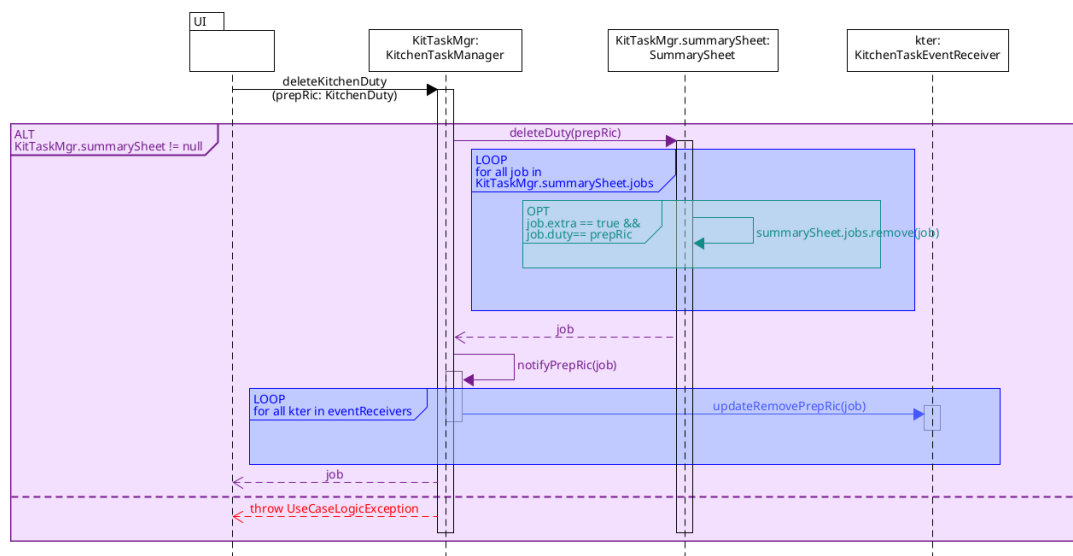 UI
KitTaskMgr:
KitchenTaskManager
KitTaskMgr.summarySheet:
SummarySheet
kter:
KitchenTaskEventReceiver
deleteKitchenDuty
(prepRic: KitchenDuty)
ALT
KitTaskMgr.summarySheet != null
deleteDuty(prepRic)
LOOP
for all job in
KitTaskMgr.summarySheet.jobs
OPT
job.extra == true &&
job.duty== prepRic
summarySheet.jobs.remove(job)
job
notifyPrepRic(job)
LOOP
for all kter in eventReceivers
updateRemovePrepRic(job)
job
throw UseCaseLogicException